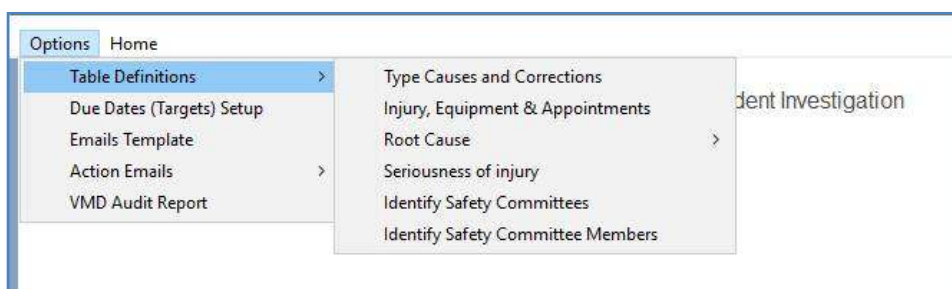 Options Home
Table Definitions >
Due Dates (Targets) Setup
Emails Template
Action Emails >
VMD Audit Report
Type Causes and Corrections
Injury, Equipment & Appointments
Root Cause >
Seriousness of injury
Identify Safety Committees
Identify Safety Committee Members
dent Investigation